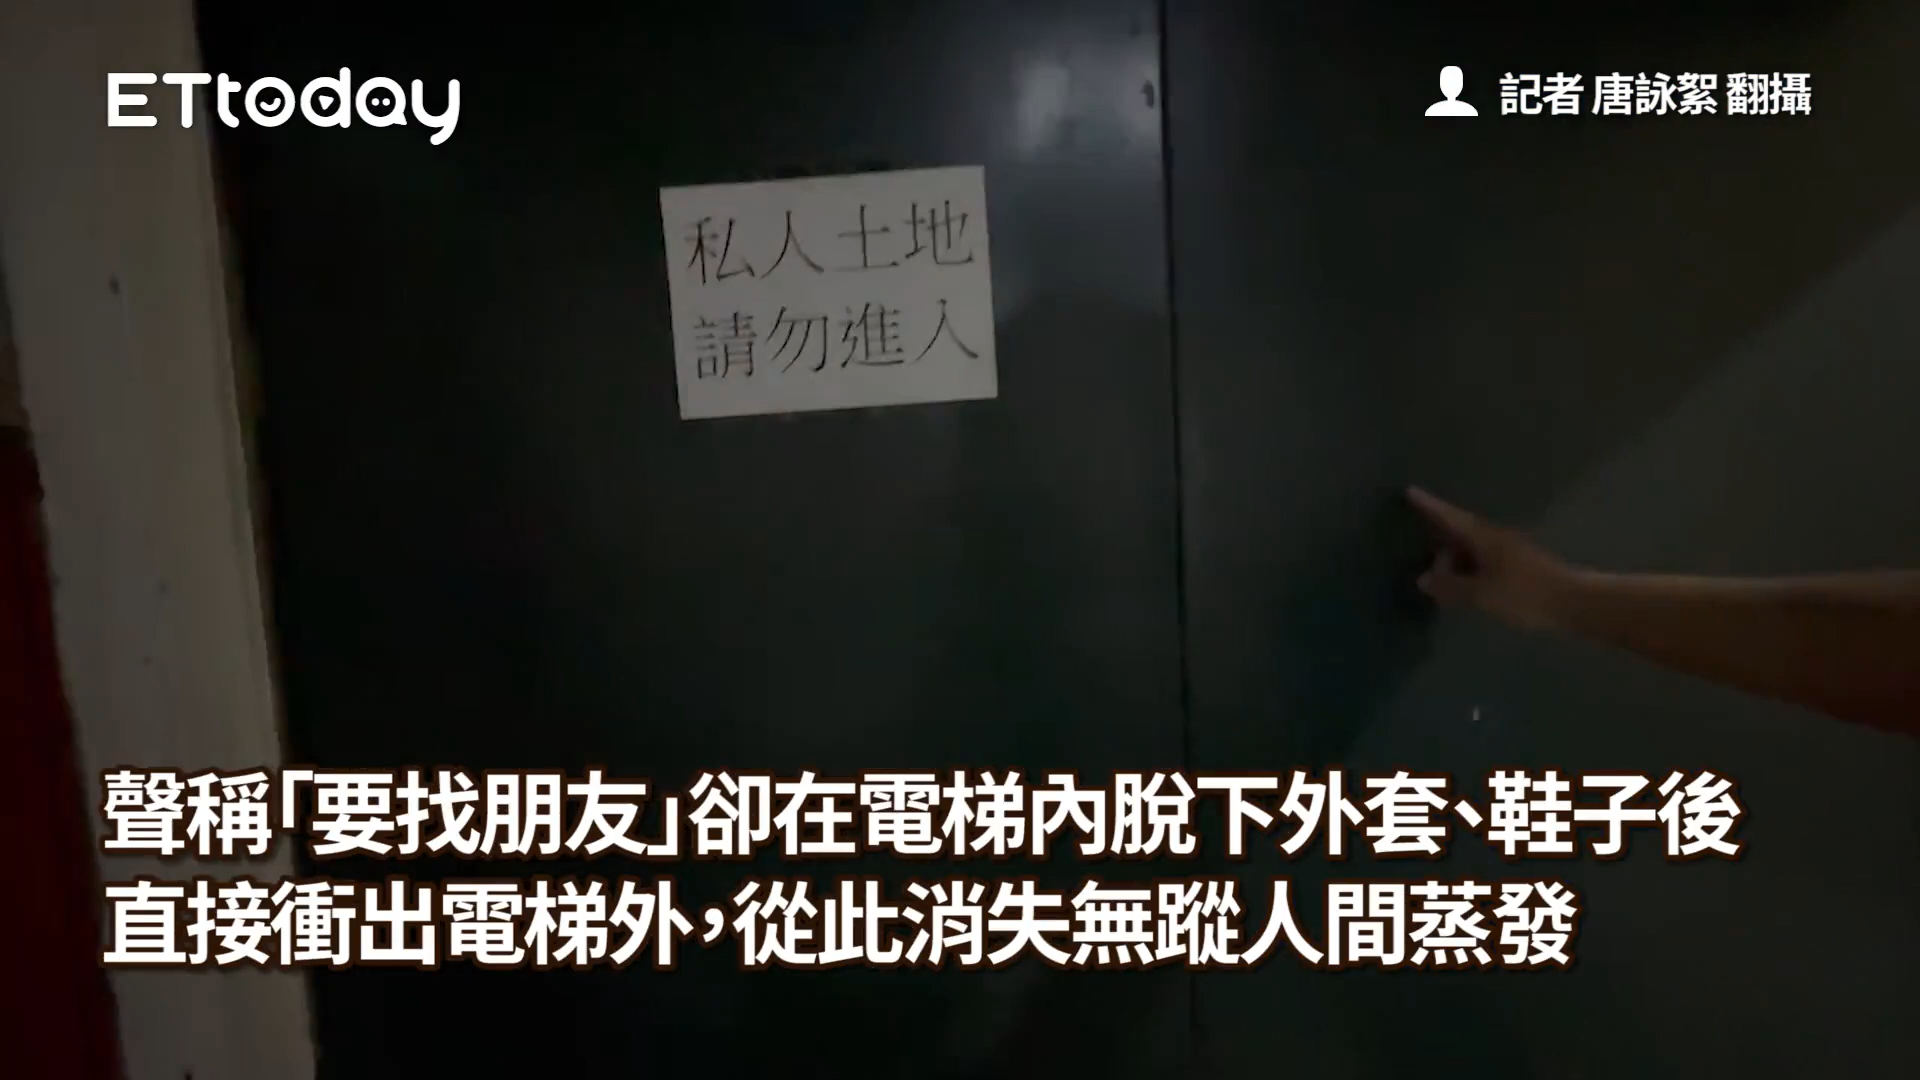 ETtoday
記者 唐詠絮 翻攝
私人土地
請勿進入
聲稱「要找朋友」卻在電梯內脫下外套、鞋子後
直接衝出電梯外，從此消失無蹤人間蒸發